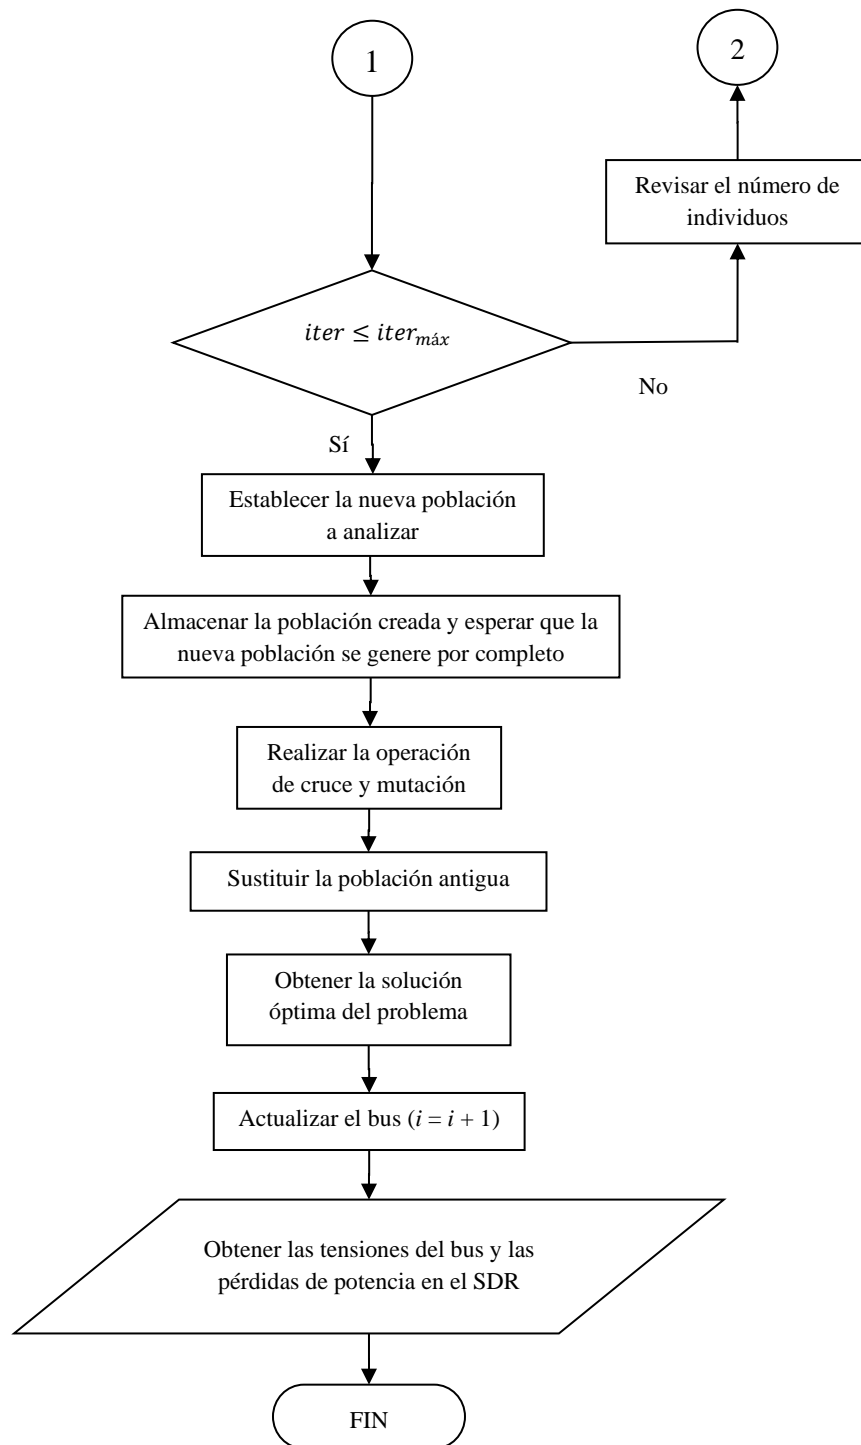 1
2
Revisar el número de
individuos
iter ≤ iter_máx
No
Sí
Establecer la nueva población
a analizar
Almacenar la población creada y esperar que la
nueva población se genere por completo
Realizar la operación
de cruce y mutación
Sustituir la población antigua
Obtener la solución
óptima del problema
Actualizar el bus (i = i + 1)
Obtener las tensiones del bus y las
pérdidas de potencia en el SDR
FIN